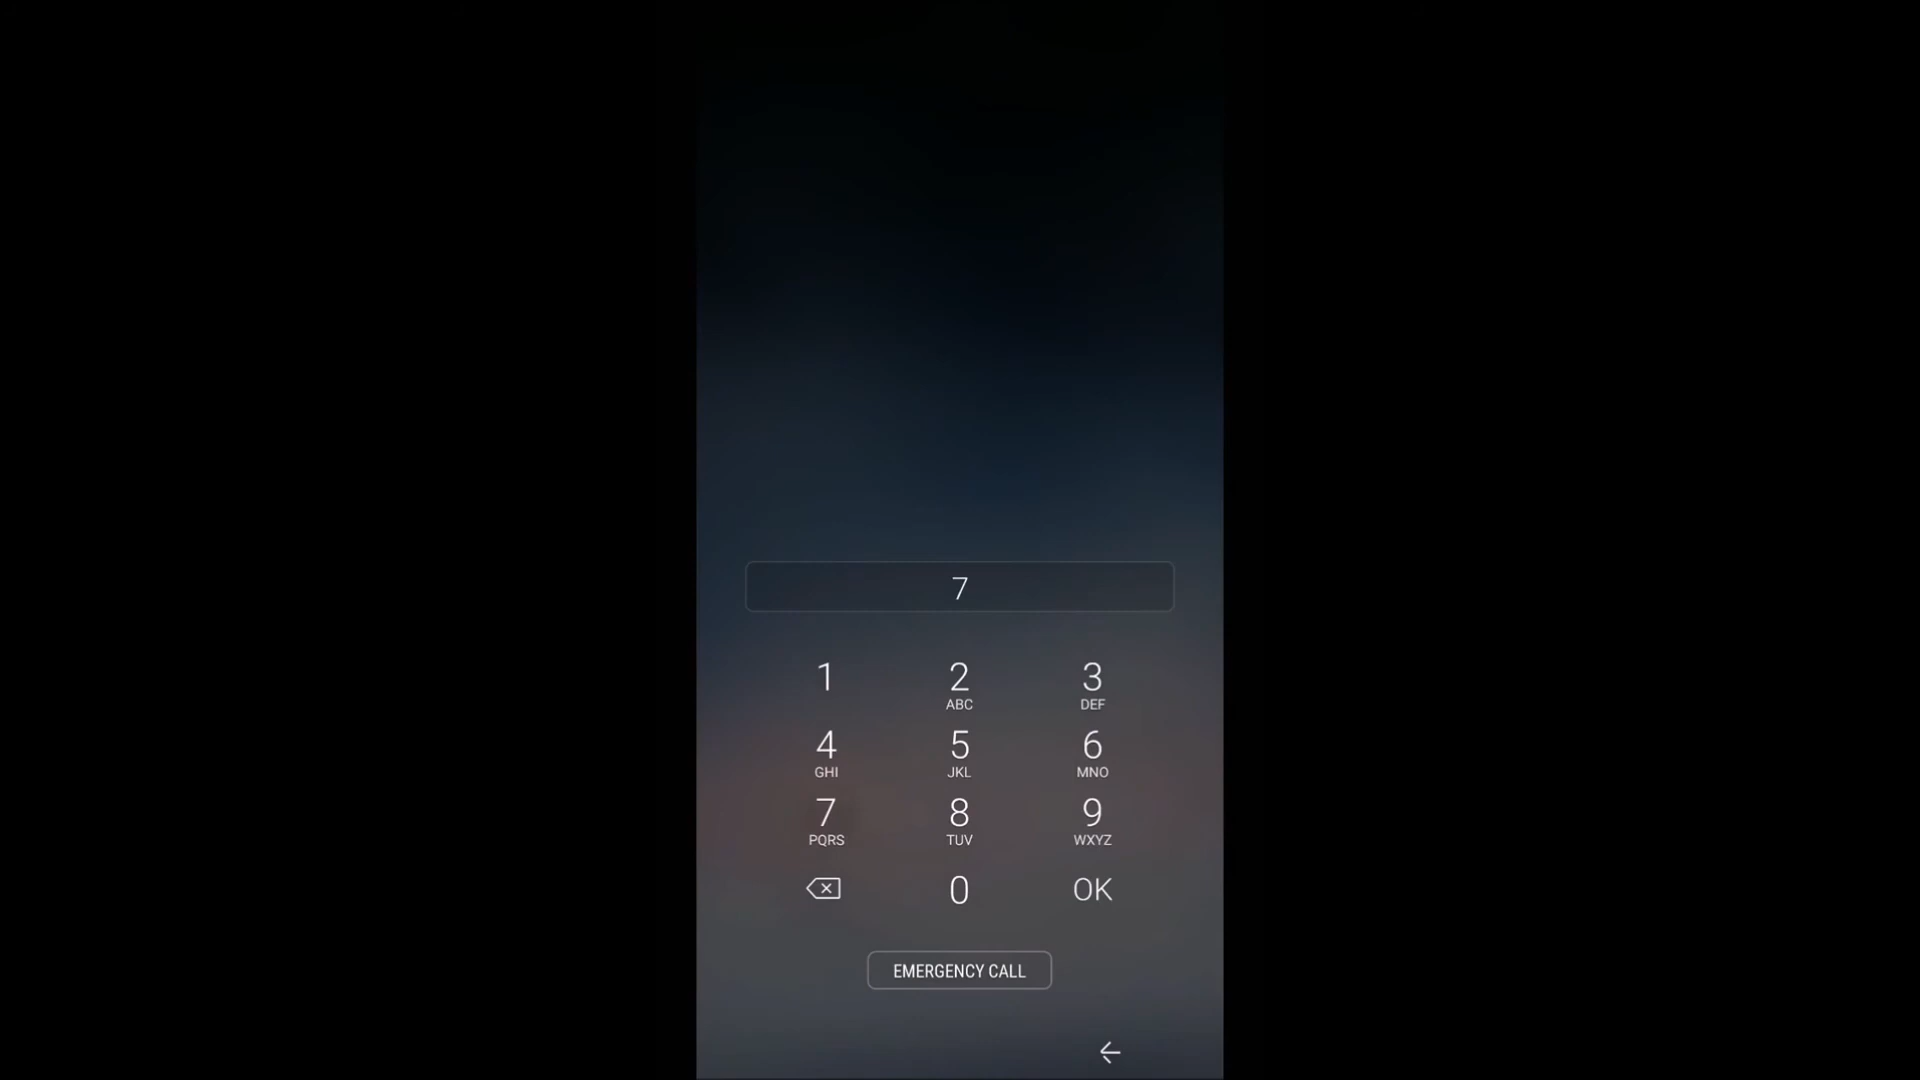 7
1 2 3
ABC DEF
4 5 6
GHI JKL MNO
7 8 9
PQRS TUV WXYZ
0 OK
EMERGENCY CALL